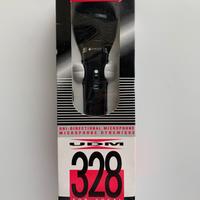 UNI-DIRECTIONAL MICROPHONE
MICROPHONE DYNAMIQUE
UDM
328